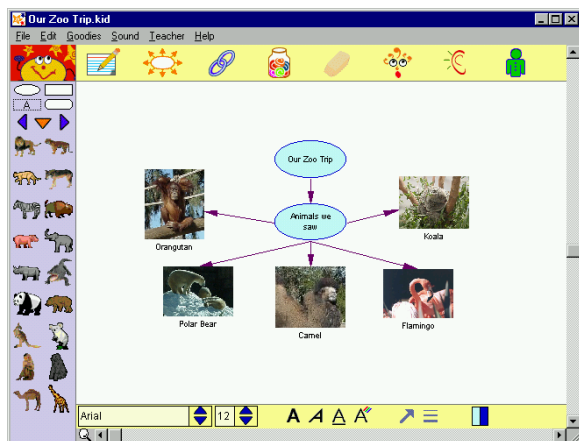 Our Zoo Trip.kid
File Edit Goodies Sound Teacher Help
A
Our Zoo Trip
Animals we
saw
Orangutan
Koala
Polar Bear
Camel
Flamingo
Arial 12 A A A A